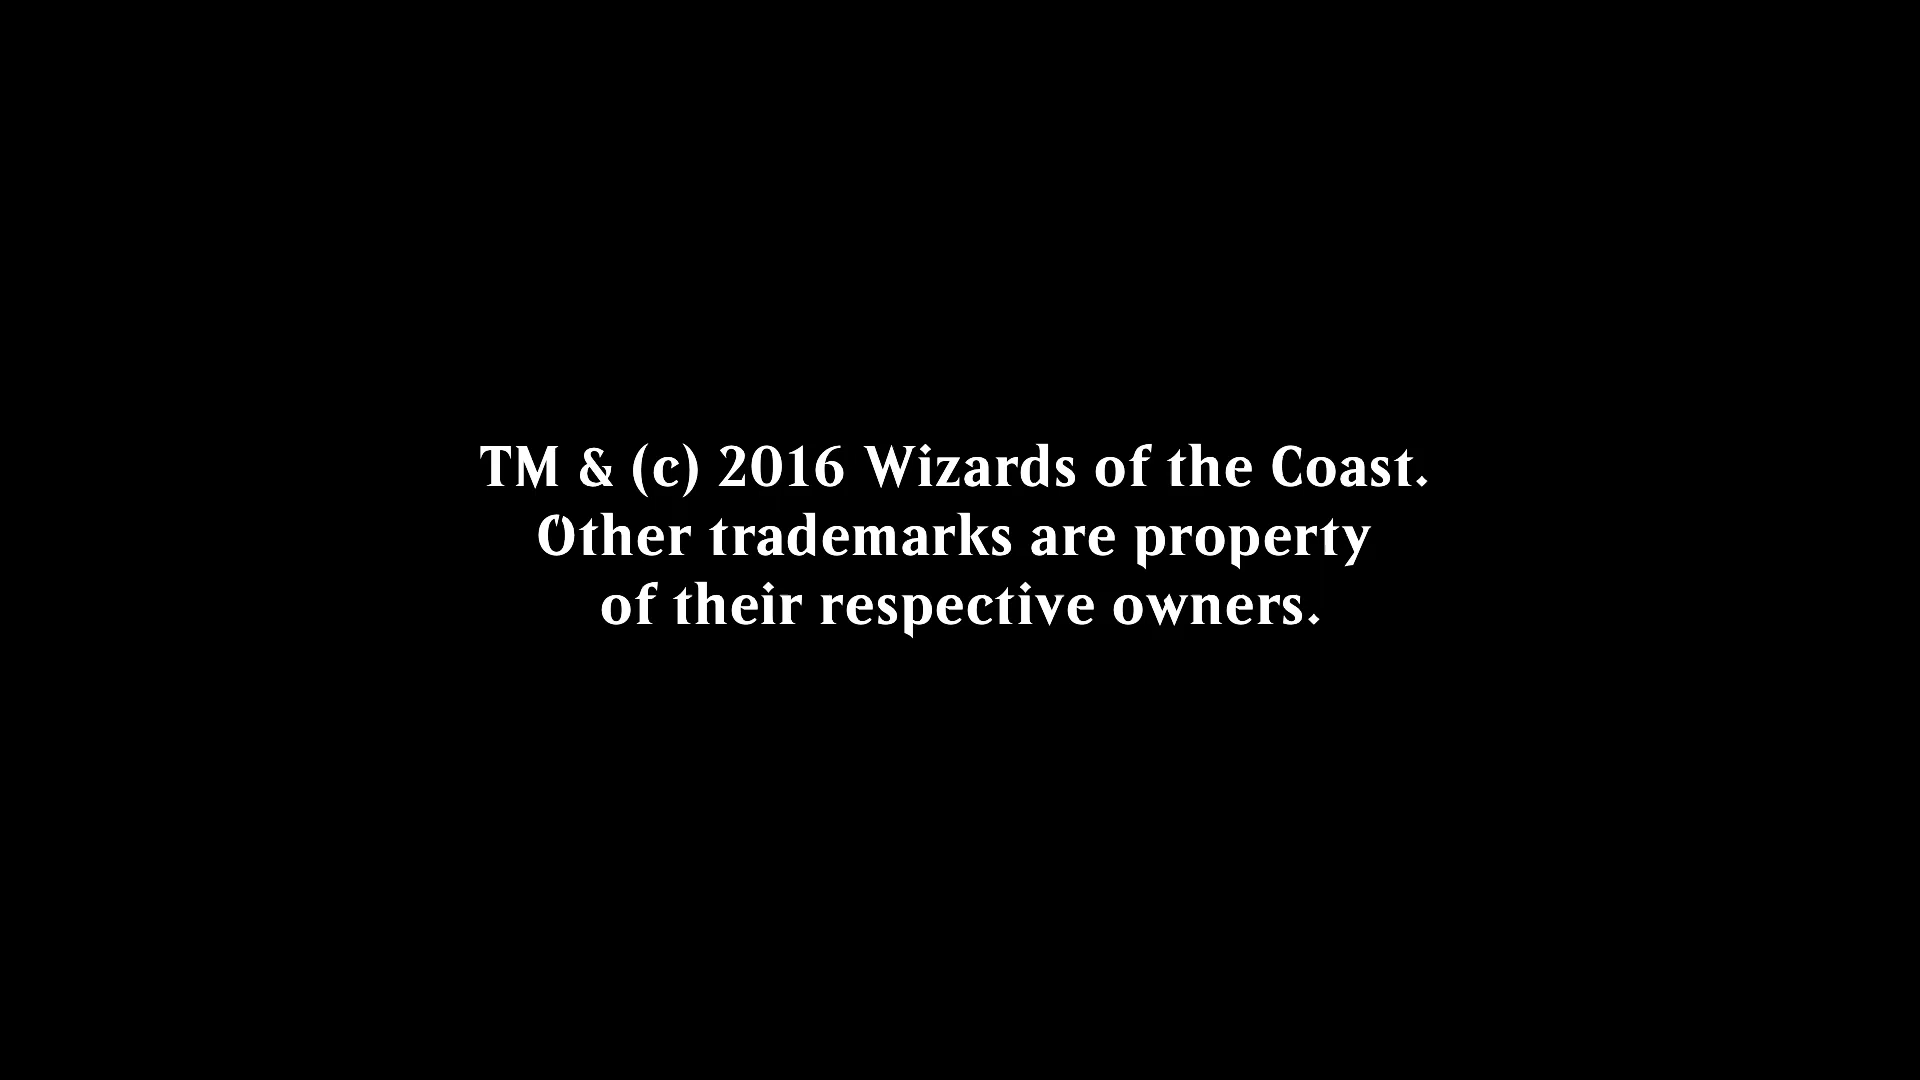 TM & (c) 2016 Wizards of the Coast.
Other trademarks are property
of their respective owners.